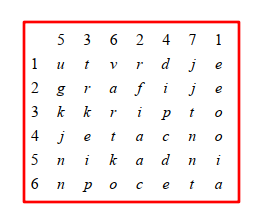 5 3 6 2 4 7 1
1 u t v r d j e
2 g r a f i j e
3 k k r i p t o
4 j e t a c n o
5 n i k a d n i
6 n p o c e t a